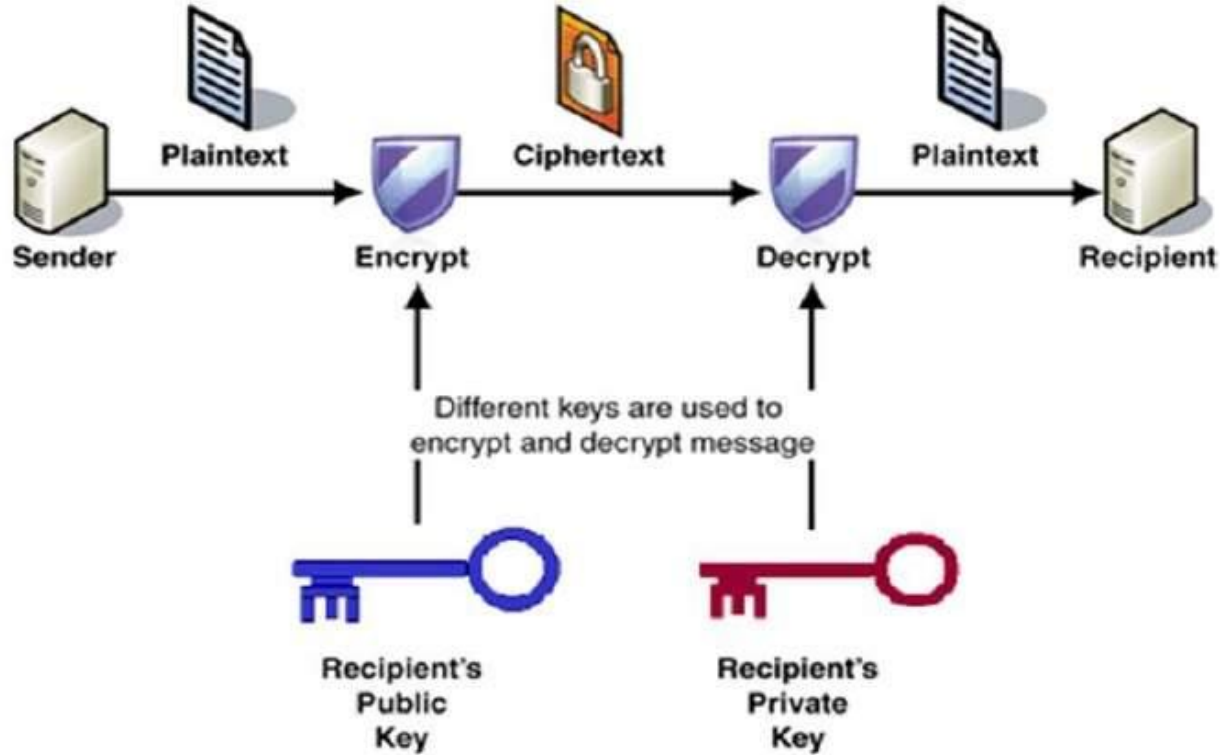 Plaintext
Ciphertext
Plaintext
Sender
Encrypt
Decrypt
Recipient
Different keys are used to
encrypt and decrypt message
Recipient's
Public
Key
Recipient's
Private
Key